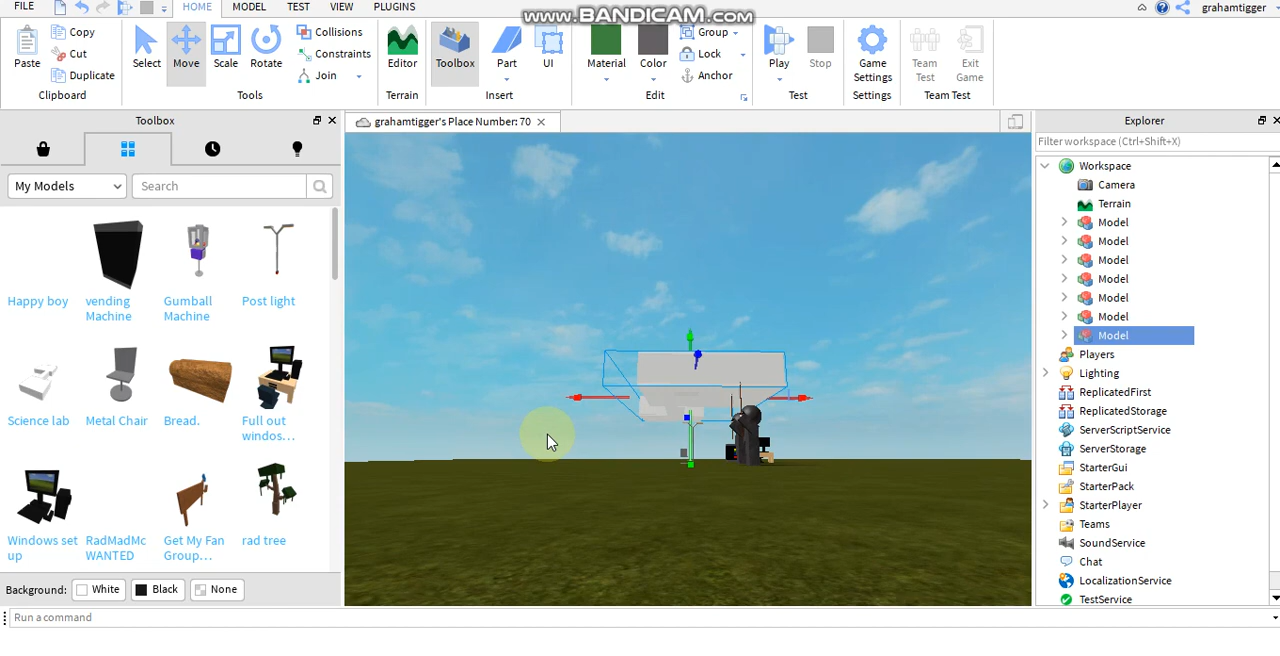 FILE HOME MODEL TEST VIEW PLUGINS
www.BANDICAM.com
grahamtigger
Copy
Cut
Duplicate
Paste
Clipboard
Select Move Scale Rotate
Collisions
Constraints
Join
Tools
Editor
Terrain
Toolbox Part UI
Insert
Material Color
Group
Lock
Anchor
Edit
Play Stop
Test
Game Settings
Settings
Team Test
Exit Game
Team Test
Toolbox
My Models
Search
Happy boy
vending Machine
Gumball Machine
Post light
Science lab
Metal Chair
Bread.
Full out windos...
Windows set up
RadMadMc WANTED
Get My Fan Group...
rad tree
Background: White Black None
Run a command
grahamtigger's Place Number: 70
Explorer
Filter workspace (Ctrl+Shift+X)
Workspace
Camera
Terrain
Model
Model
Model
Model
Model
Model
Model
Players
Lighting
ReplicatedFirst
ReplicatedStorage
ServerScriptService
ServerStorage
StarterGui
StarterPack
StarterPlayer
Teams
SoundService
Chat
LocalizationService
TestService